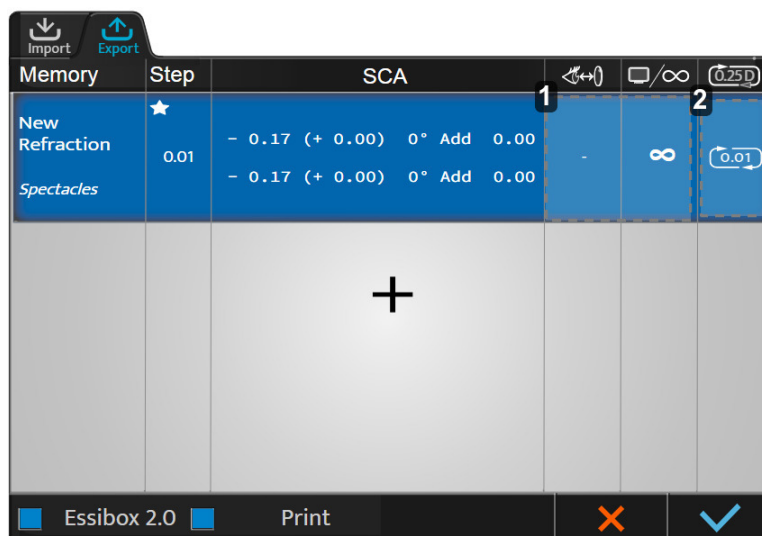 Import Export
Memory Step SCA /∞ 0.25D
1 2
New
Refraction
Spectacles
0.01
- 0.17 (+ 0.00) 0° Add 0.00
- 0.17 (+ 0.00) 0° Add 0.00
-
∞
0.01
+
Essibox 2.0 Print